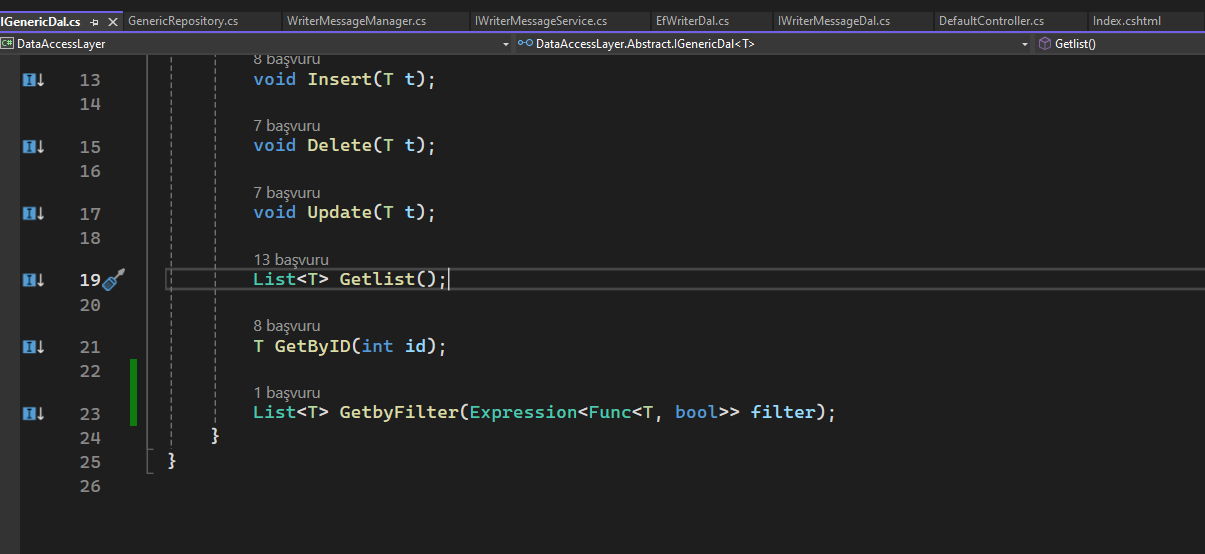 IGenericDal.cs GenericRepository.cs WriterMessageManager.cs IWriterMessageService.cs EfWriterDal.cs IWriterMessageDal.cs DefaultController.cs Index.cshtml
C# DataAccessLayer DataAccessLayer.Abstract.IGenericDal<T> Getlist()
8 başvuru
13 void Insert(T t);
14
7 başvuru
15 void Delete(T t);
16
7 başvuru
17 void Update(T t);
18
13 başvuru
19 List<T> Getlist();
20
8 başvuru
21 T GetByID(int id);
22
1 başvuru
23 List<T> GetbyFilter(Expression<Func<T, bool>> filter);
24 }
25 }
26